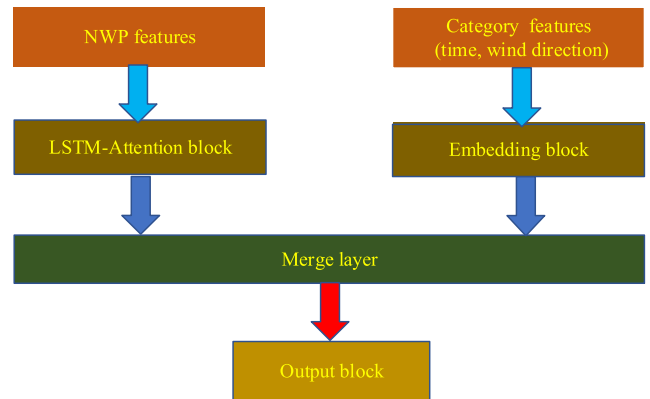 NWP features
Category features
(time, wind direction)
LSTM-Attention block
Embedding block
Merge layer
Output block